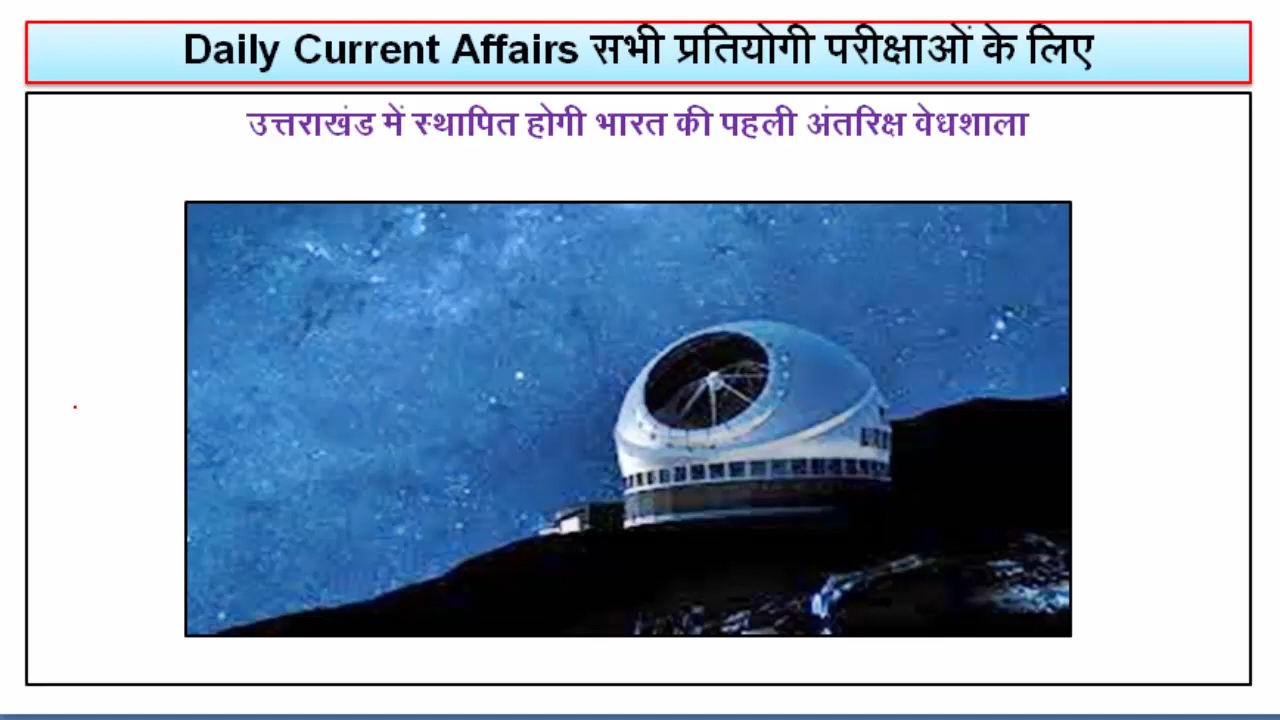 Daily Current Affairs सभी प्रतियोगी परीक्षाओं के लिए
उत्तराखंड में स्थापित होगी भारत की पहली अंतरिक्ष वेधशाला